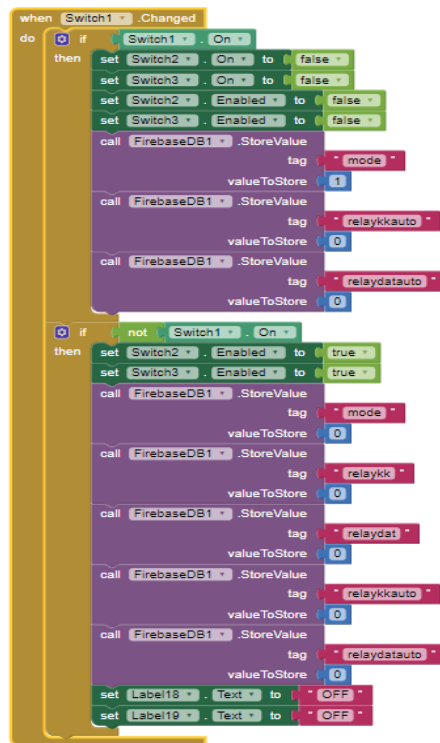 when Switch1 .Changed
do if Switch1 . On
then set Switch2 . On to false
set Switch3 . On to false
set Switch2 . Enabled to false
set Switch3 . Enabled to false
call FirebaseDB1 .StoreValue
tag " mode "
valueToStore 1
call FirebaseDB1 .StoreValue
tag " relaykkauto "
valueToStore 0
call FirebaseDB1 .StoreValue
tag " relaydatauto "
valueToStore 0
if not Switch1 . On
then set Switch2 . Enabled to true
set Switch3 . Enabled to true
call FirebaseDB1 .StoreValue
tag " mode "
valueToStore 0
call FirebaseDB1 .StoreValue
tag " relaykk "
valueToStore 0
call FirebaseDB1 .StoreValue
tag " relaydat "
valueToStore 0
call FirebaseDB1 .StoreValue
tag " relaykkauto "
valueToStore 0
call FirebaseDB1 .StoreValue
tag " relaydatauto "
valueToStore 0
set Label18 . Text to " OFF "
set Label19 . Text to " OFF "